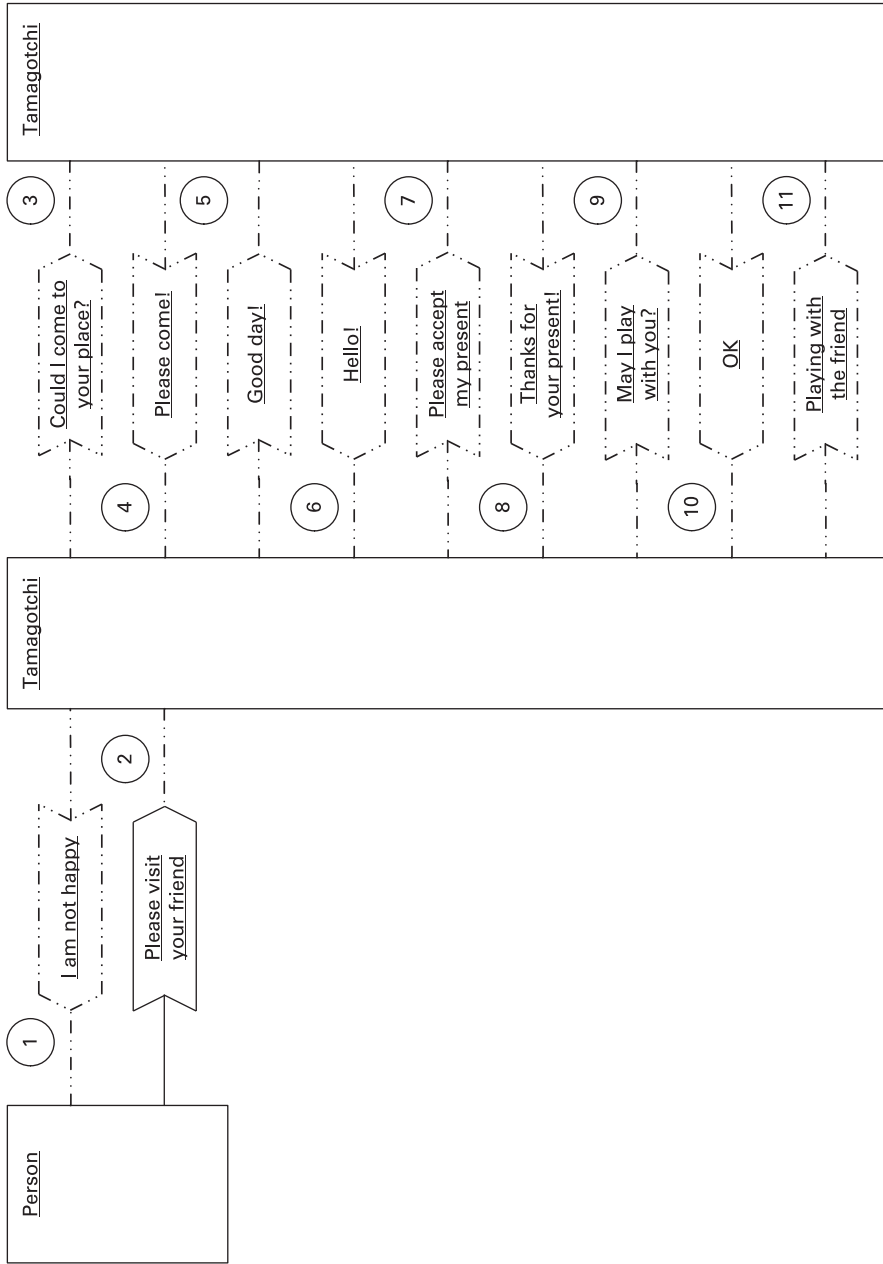 Person
Tamagotchi
Tamagotchi
1
I am not happy
2
Please visit
your friend
3
Could I come to
your place?
4
Please come!
5
Good day!
6
Hello!
7
Please accept
my present
8
Thanks for
your present!
9
May I play
with you?
10
OK
11
Playing with
the friend